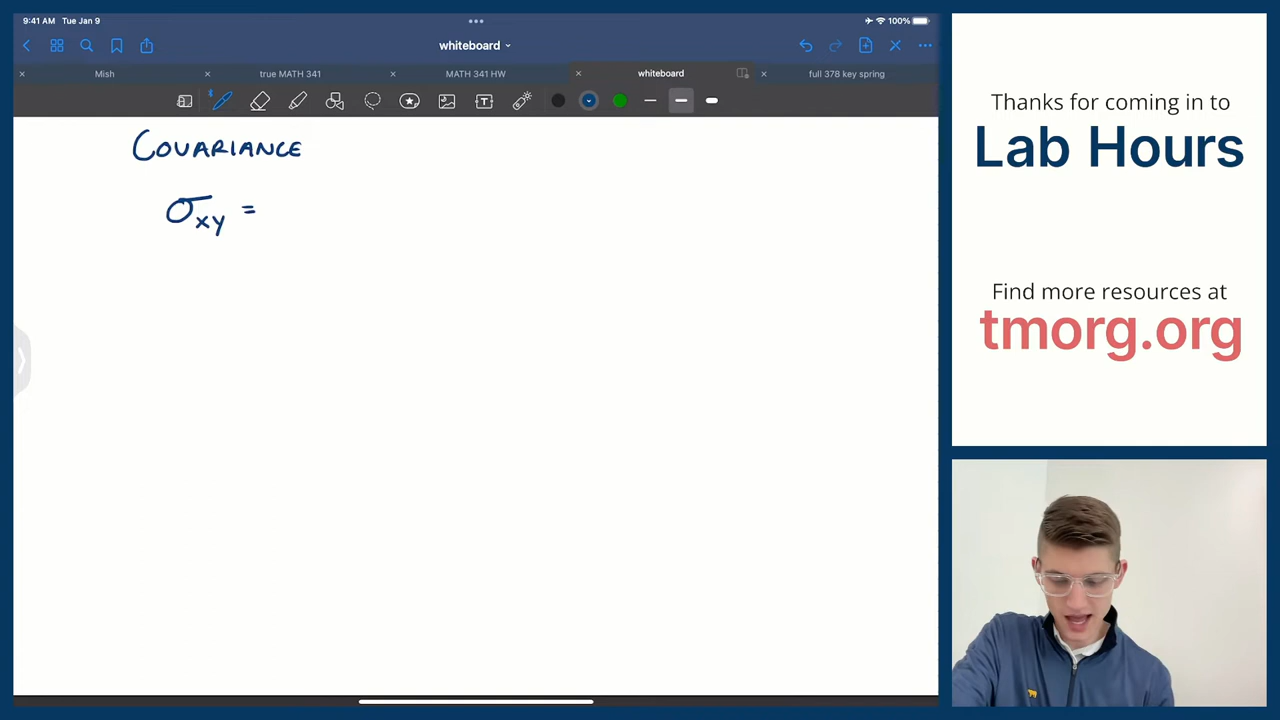 9:41 AM Tue Jan 9
100%
whiteboard
Mish
true MATH 341
MATH 341 HW
whiteboard
full 378 key spring
COVARIANCE
σxy =
Thanks for coming in to
Lab Hours
Find more resources at
tmorg.org